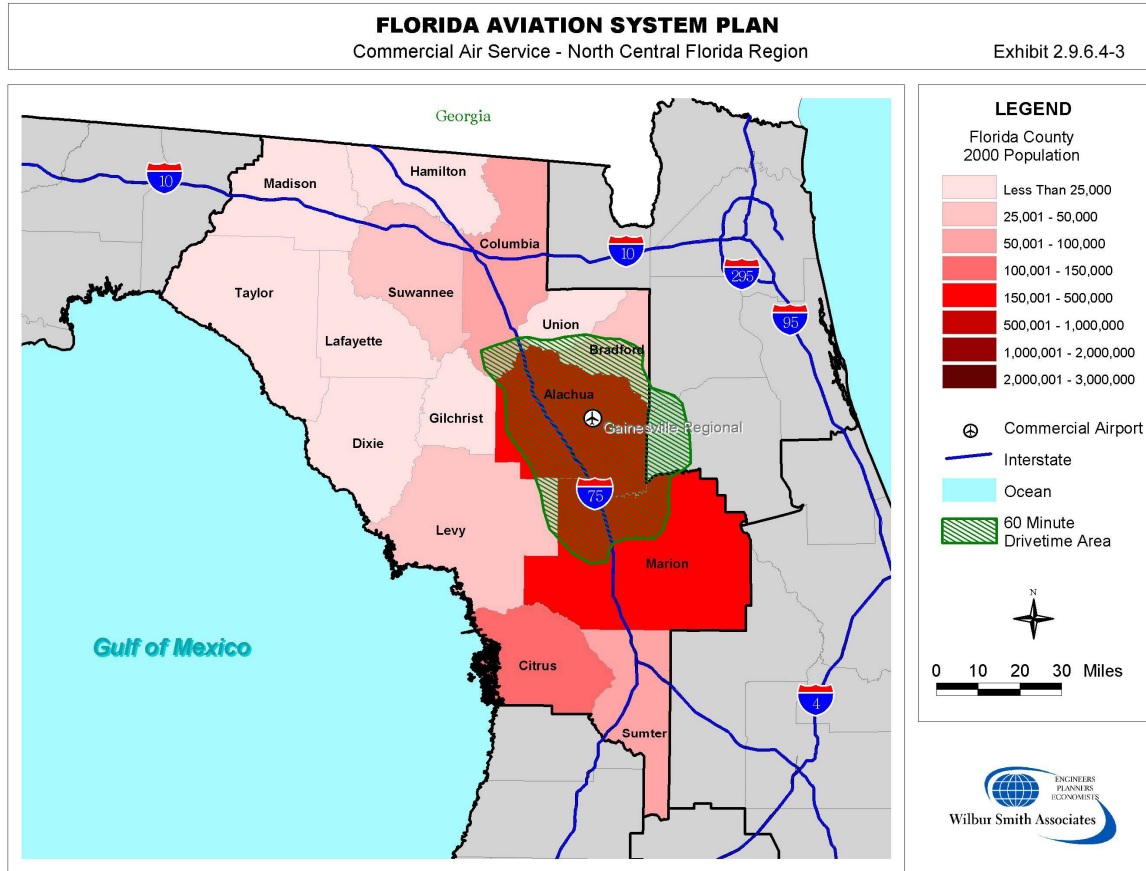 FLORIDA AVIATION SYSTEM PLAN
Commercial Air Service - North Central Florida Region
Exhibit 2.9.6.4-3
Georgia
10
Madison
Hamilton
Columbia
10
295
95
Taylor
Suwannee
Lafayette
Union
Bradford
Alachua
Gilchrist
Gainesville Regional
Dixie
75
Levy
Marion
Gulf of Mexico
Citrus
4
Sumter
LEGEND
Florida County
2000 Population
Less Than 25,000
25,001 - 50,000
50,001 - 100,000
100,001 - 150,000
150,001 - 500,000
500,001 - 1,000,000
1,000,001 - 2,000,000
2,000,001 - 3,000,000
Commercial Airport
Interstate
Ocean
60 Minute
Drivetime Area
N
0 10 20 30 Miles
ENGINEERS
PLANNERS
ECONOMISTS
Wilbur Smith Associates